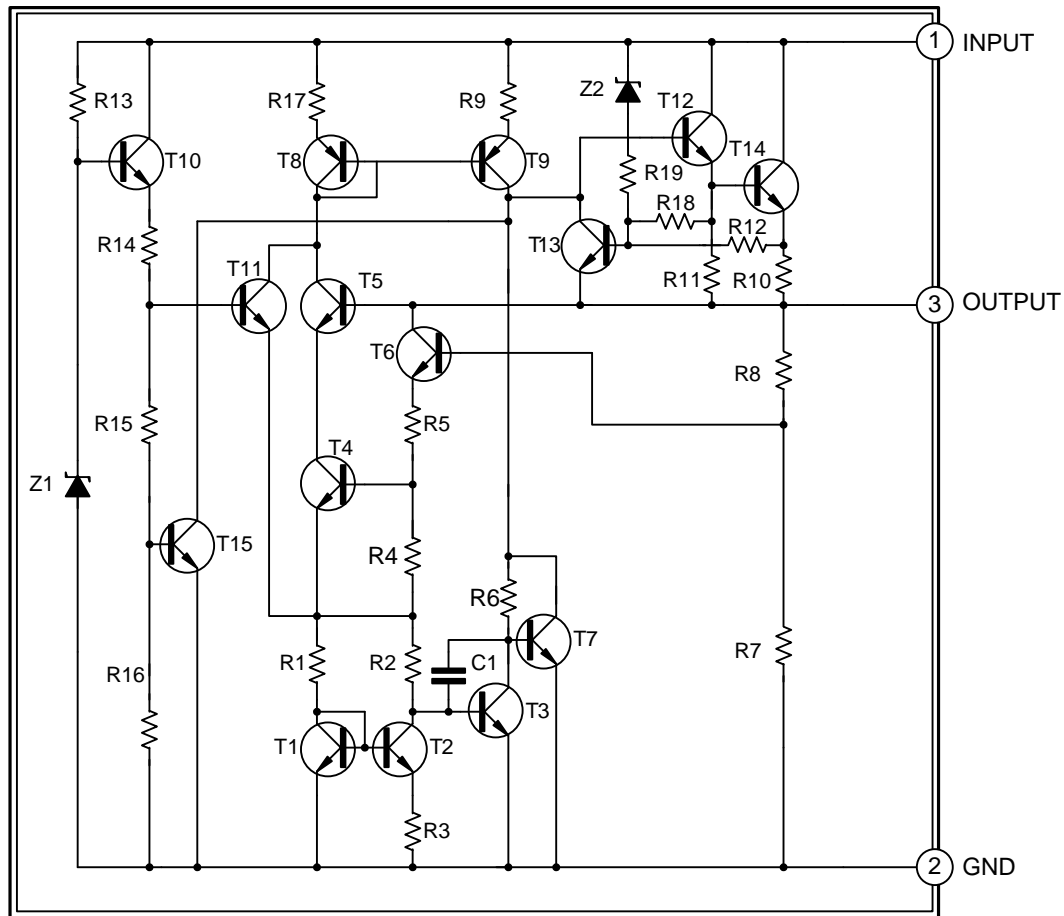 1 INPUT
R13
R17
R9
Z2
T12
T10
T8
T9
T14
R19
R18
R12
R14
T13
T11
T5
R11
R10
3 OUTPUT
T6
R8
R15
R5
T4
Z1
T15
R4
R6
T7
R1
R2
C1
R7
R16
T3
T1
T2
R3
2 GND